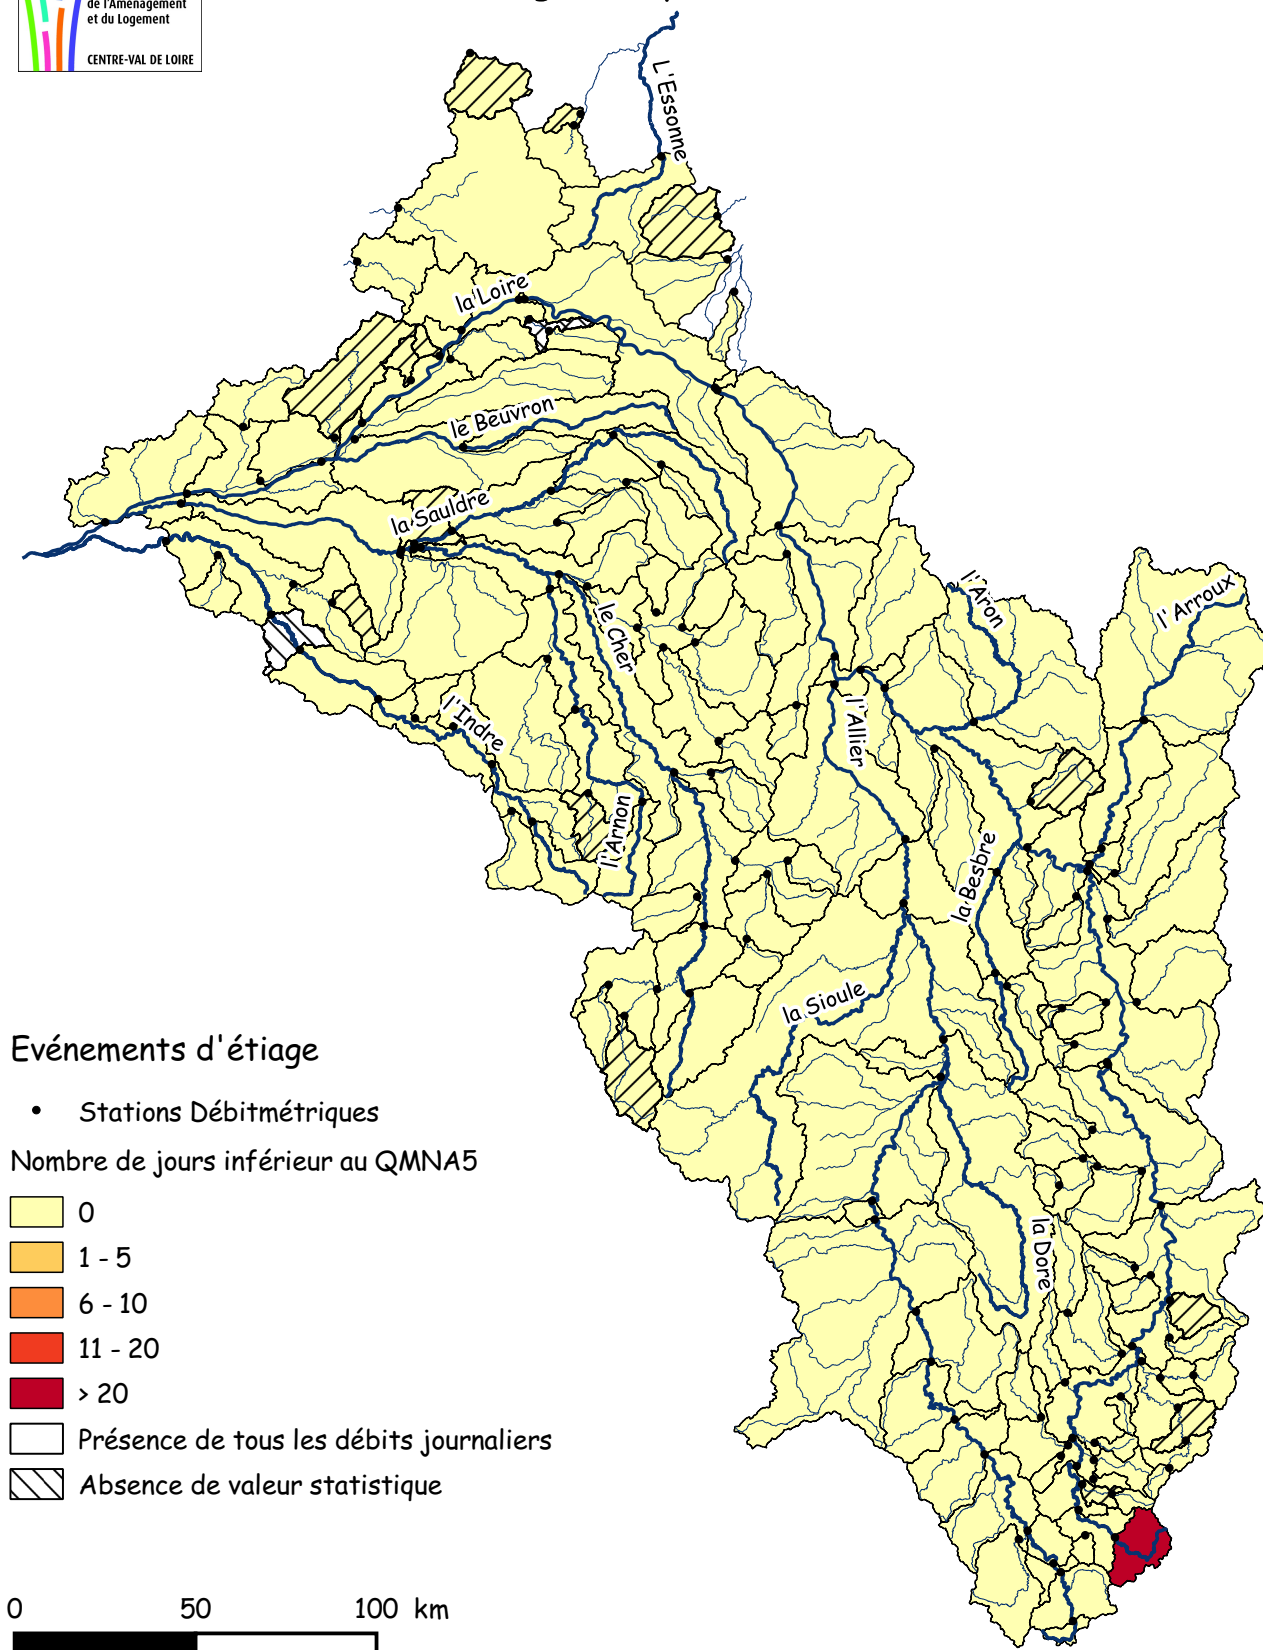 de l'Aménagement
et du Logement
CENTRE-VAL DE LOIRE
L'Essonne
la Loire
le Beuvron
la Sauldre
l'Aron
l' Arroux
le Cher
l'Indre
l'Allier
l'Arnon
la Besbre
la Sioule
la Dore
Evénements d'étiage
Stations Débitmétriques
Nombre de jours inférieur au QMNA5
0
1 - 5
6 - 10
11 - 20
> 20
Présence de tous les débits journaliers
Absence de valeur statistique
0 50 100 km